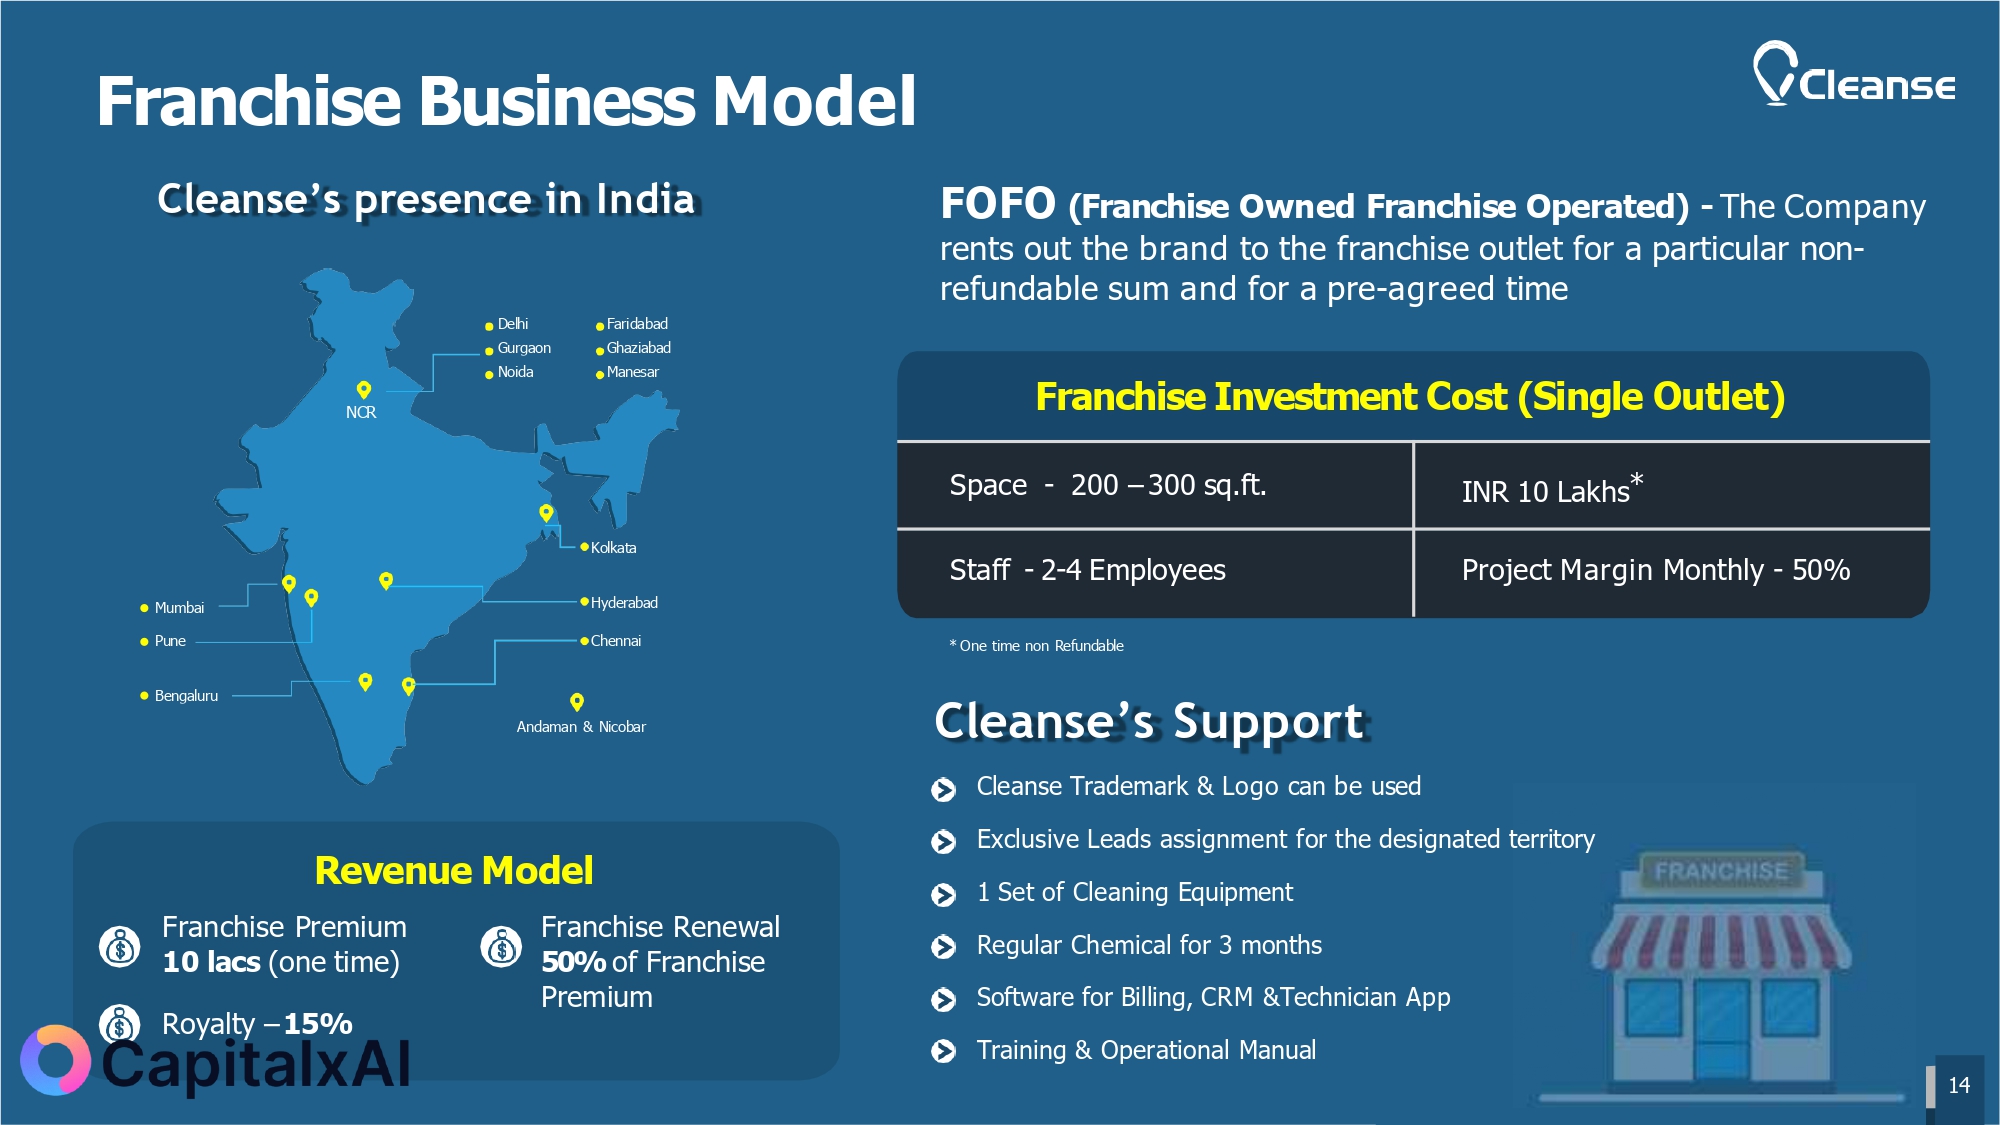 Franchise Business Model
Cleanse
Cleanse's presence in India
Delhi
Gurgaon
Noida
Faridabad
Ghaziabad
Manesar
NCR
Kolkata
Mumbai
Hyderabad
Pune
Chennai
Bengaluru
Andaman & Nicobar
Revenue Model
Franchise Premium
10 lacs (one time)
Royalty – 15%
Franchise Renewal
50% of Franchise
Premium
CapitalxAI
FOFO (Franchise Owned Franchise Operated) - The Company
rents out the brand to the franchise outlet for a particular non-
refundable sum and for a pre-agreed time
Franchise Investment Cost (Single Outlet)
Space - 200 – 300 sq.ft.
INR 10 Lakhs*
Staff - 2-4 Employees
Project Margin Monthly - 50%
* One time non Refundable
Cleanse's Support
Cleanse Trademark & Logo can be used
Exclusive Leads assignment for the designated territory
1 Set of Cleaning Equipment
Regular Chemical for 3 months
Software for Billing, CRM &Technician App
Training & Operational Manual
FRANCHISE
14